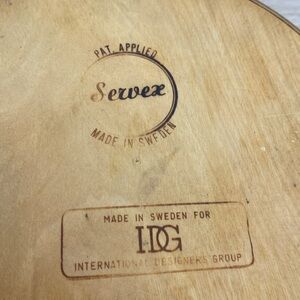 PAT. APPLIED
Servex
MADE IN SWEDEN
MADE IN SWEDEN FOR
IDG
INTERNATIONAL DESIGNERS GROUP